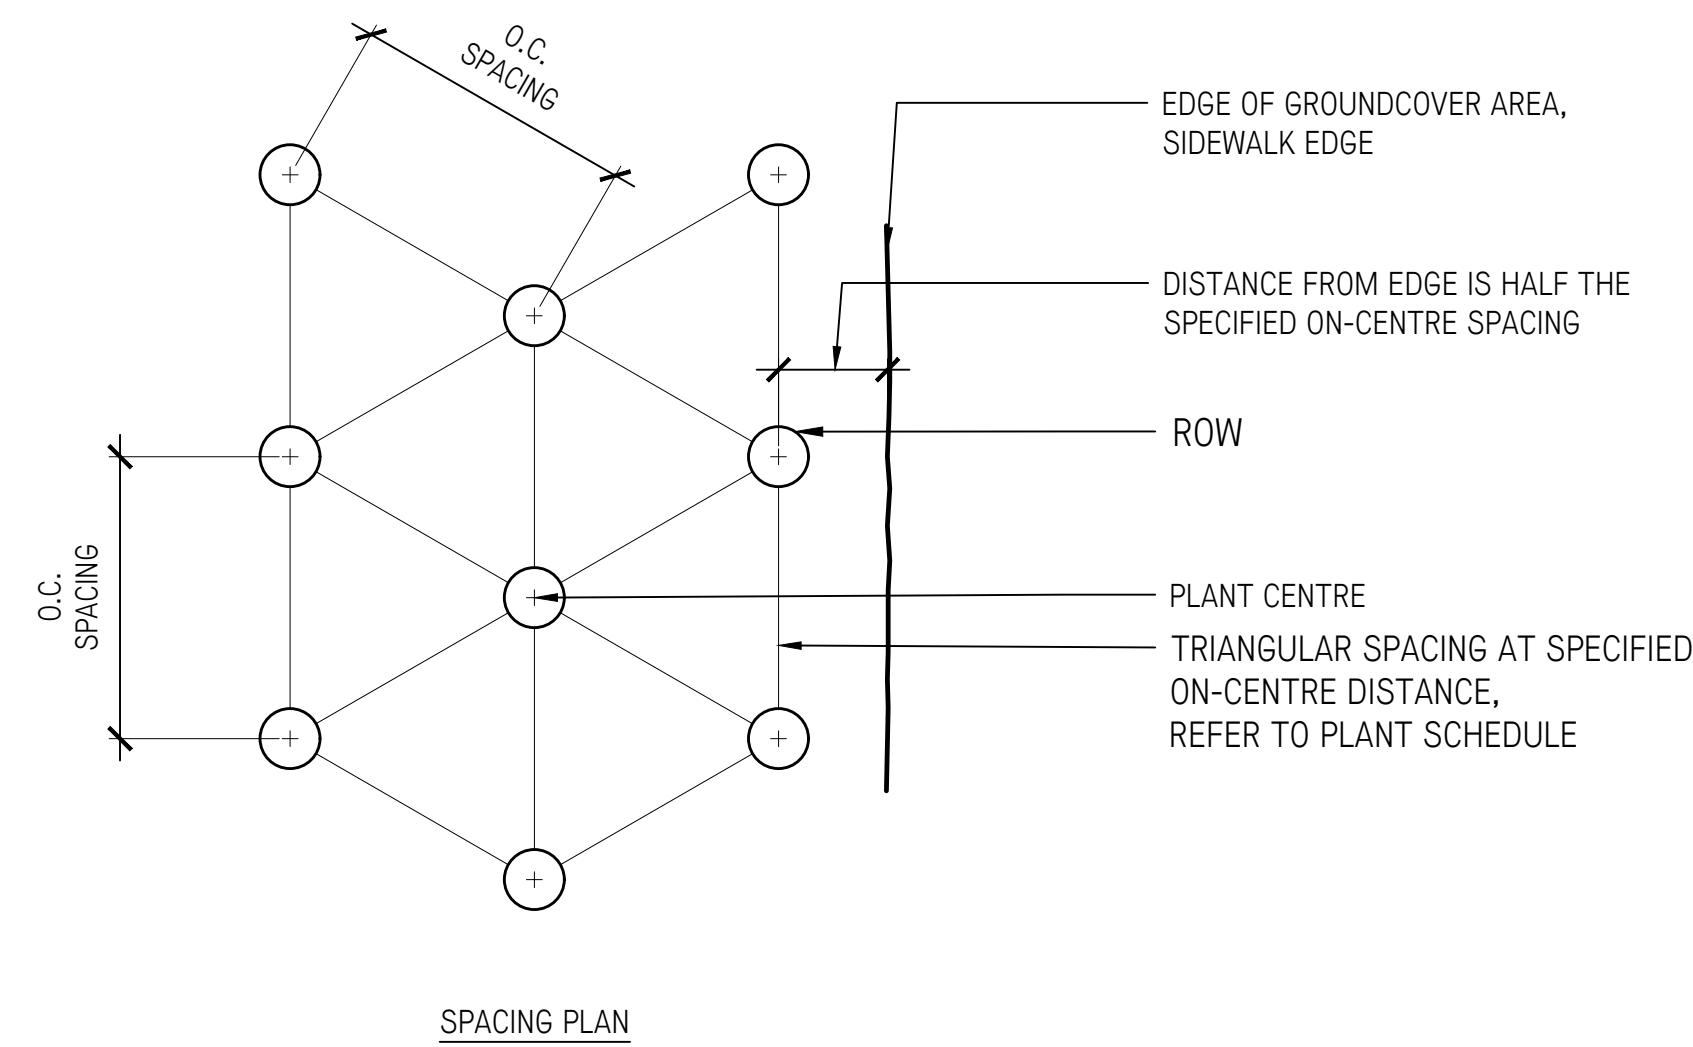 O.C.
SPACING
EDGE OF GROUNDCOVER AREA,
SIDEWALK EDGE
DISTANCE FROM EDGE IS HALF THE
SPECIFIED ON-CENTRE SPACING
ROW
O.C.
SPACING
PLANT CENTRE
TRIANGULAR SPACING AT SPECIFIED
ON-CENTRE DISTANCE,
REFER TO PLANT SCHEDULE
SPACING PLAN